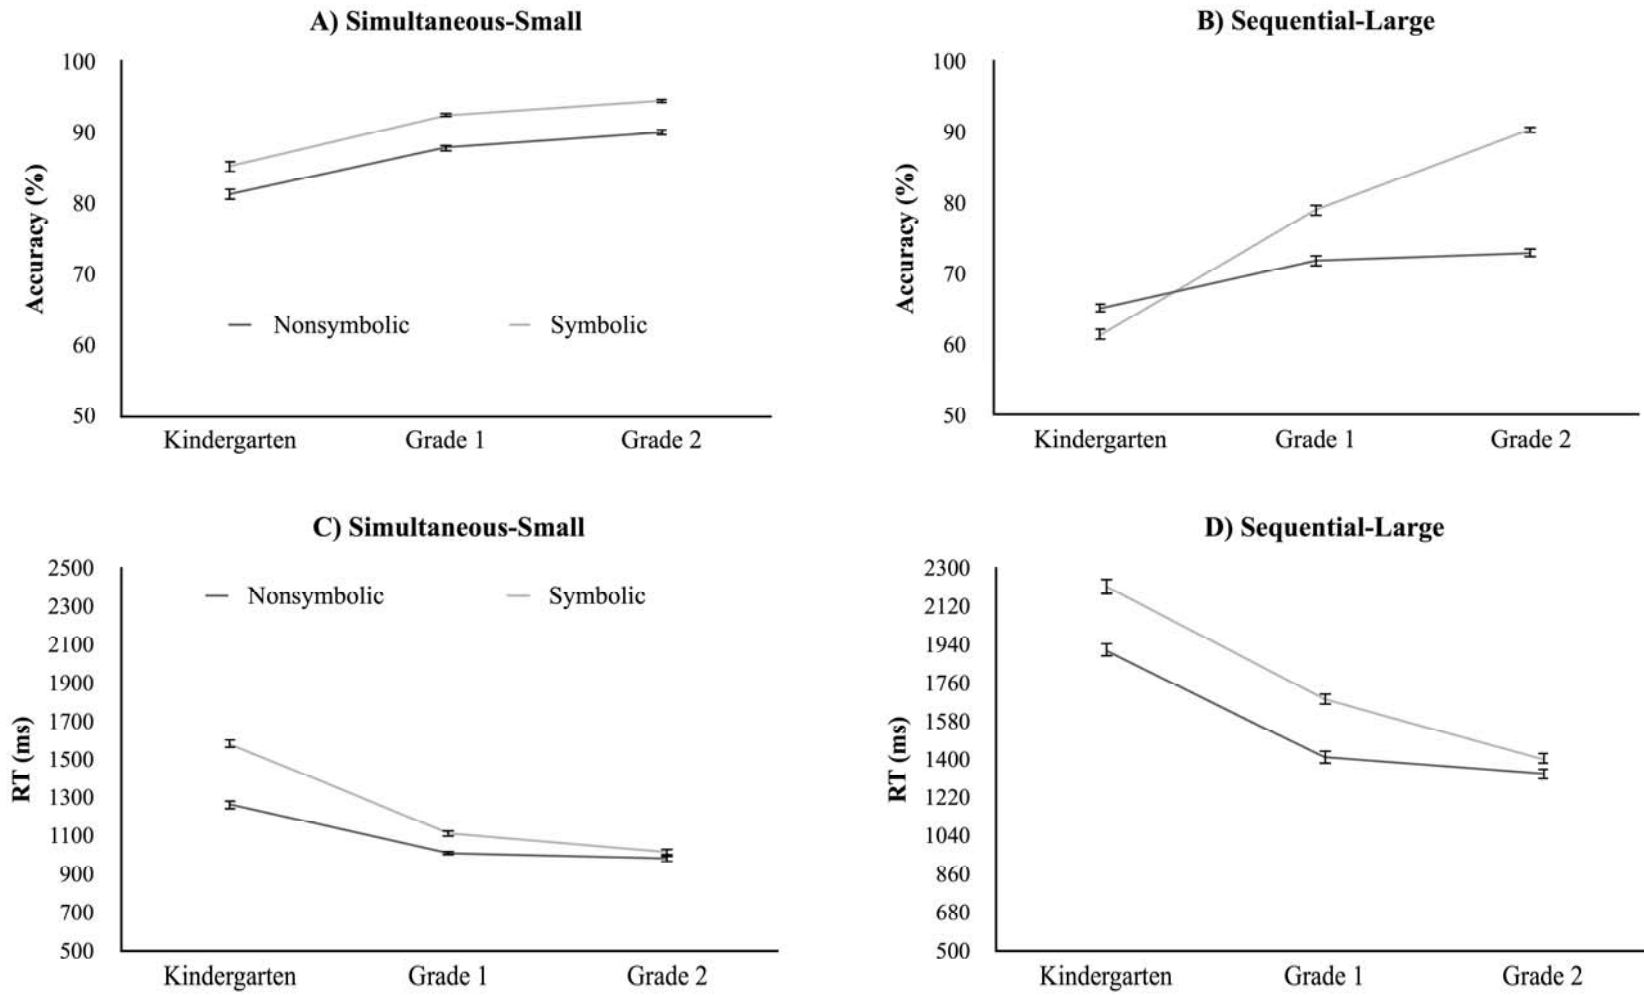 A) Simultaneous-Small
100
90
80
70
60
50
Accuracy (%)
Nonsymbolic
Symbolic
Kindergarten Grade 1 Grade 2
B) Sequential-Large
100
90
80
70
60
50
Accuracy (%)
Kindergarten Grade 1 Grade 2
C) Simultaneous-Small
2500
2300
2100
1900
1700
1500
1300
1100
900
700
500
RT (ms)
Nonsymbolic
Symbolic
Kindergarten Grade 1 Grade 2
D) Sequential-Large
2300
2120
1940
1760
1580
1400
1220
1040
860
680
500
RT (ms)
Kindergarten Grade 1 Grade 2